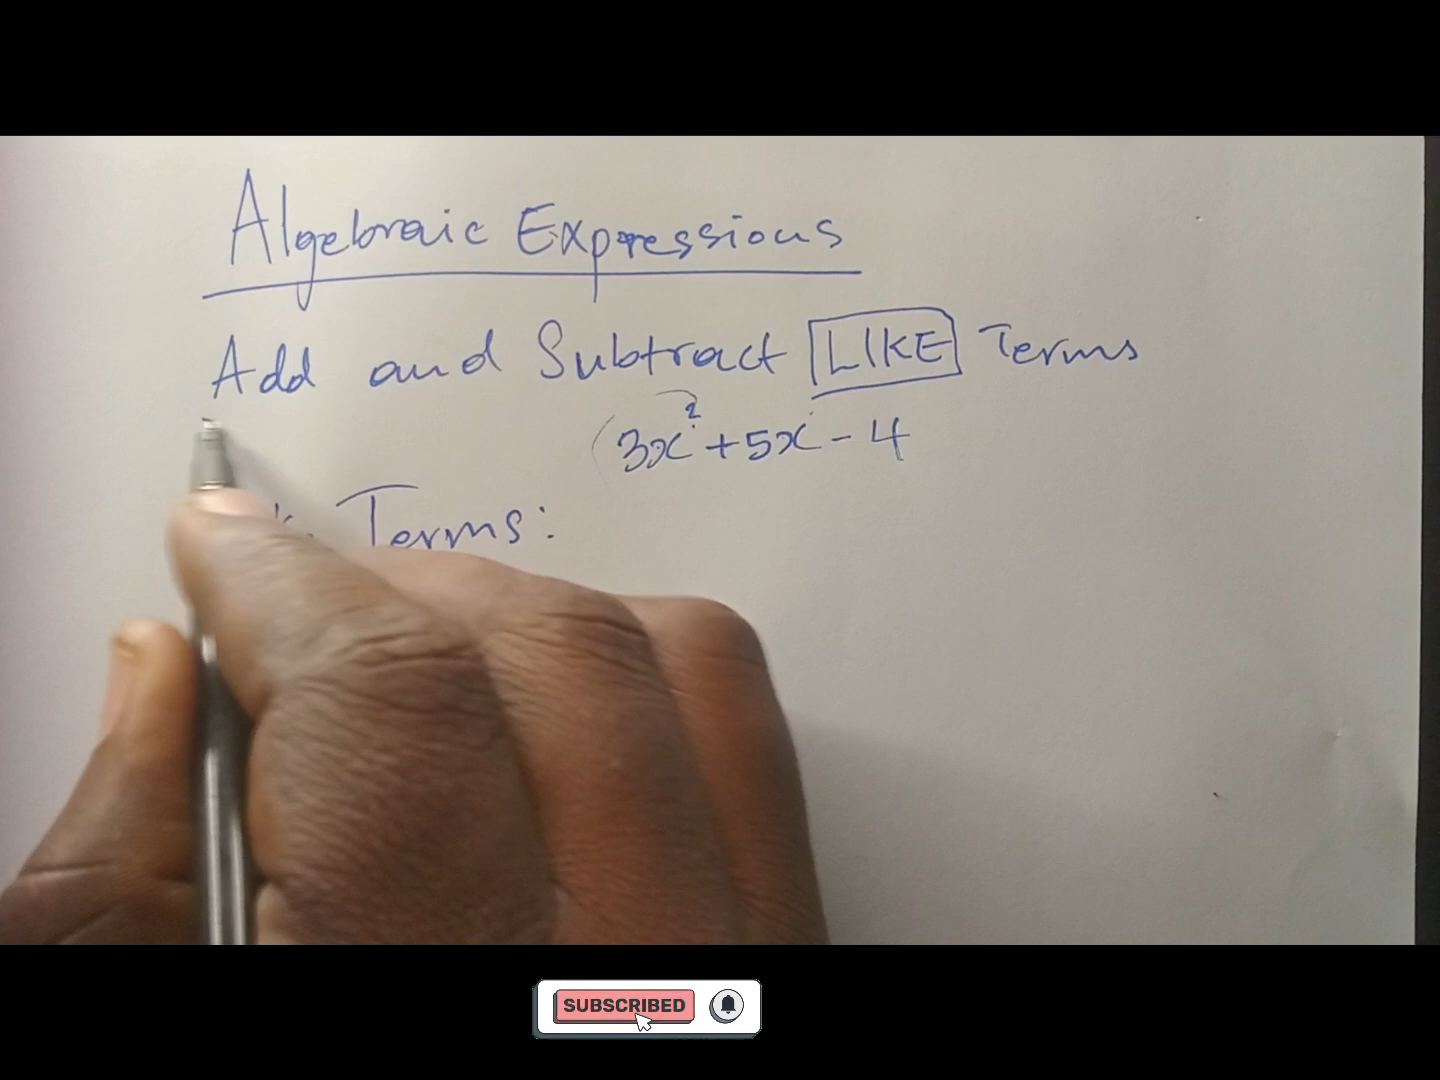 Algebraic Expressions
Add and Subtract LIKE Terms
3x² + 5x - 4
Terms:
SUBSCRIBED